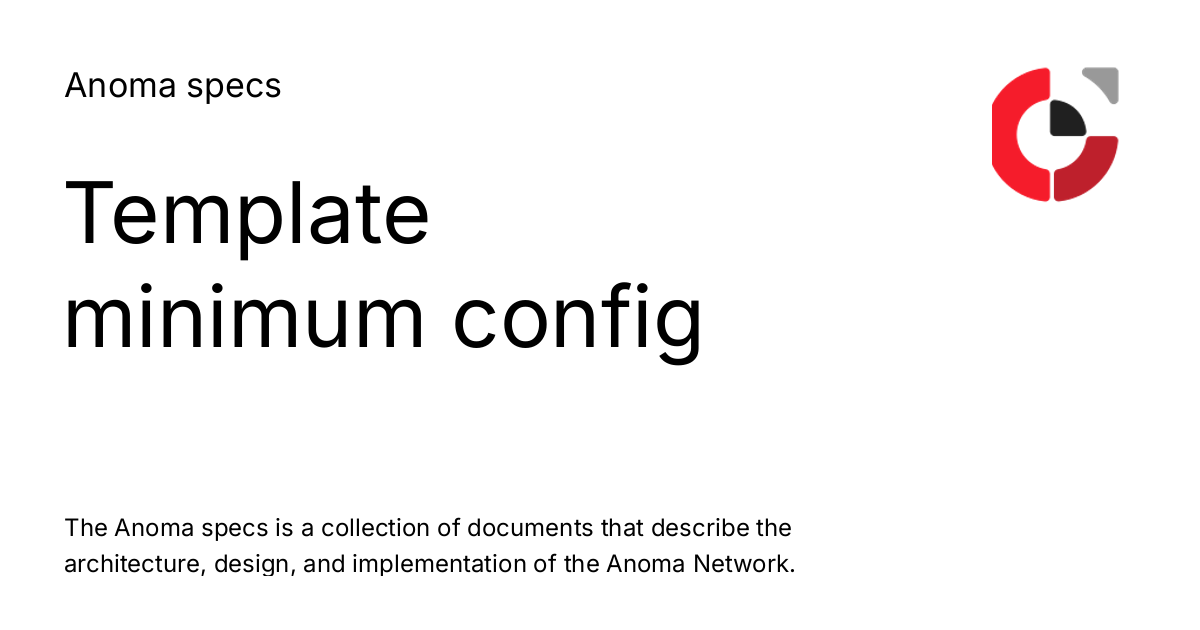 Anoma specs
Template
minimum config
The Anoma specs is a collection of documents that describe the
architecture, design, and implementation of the Anoma Network.